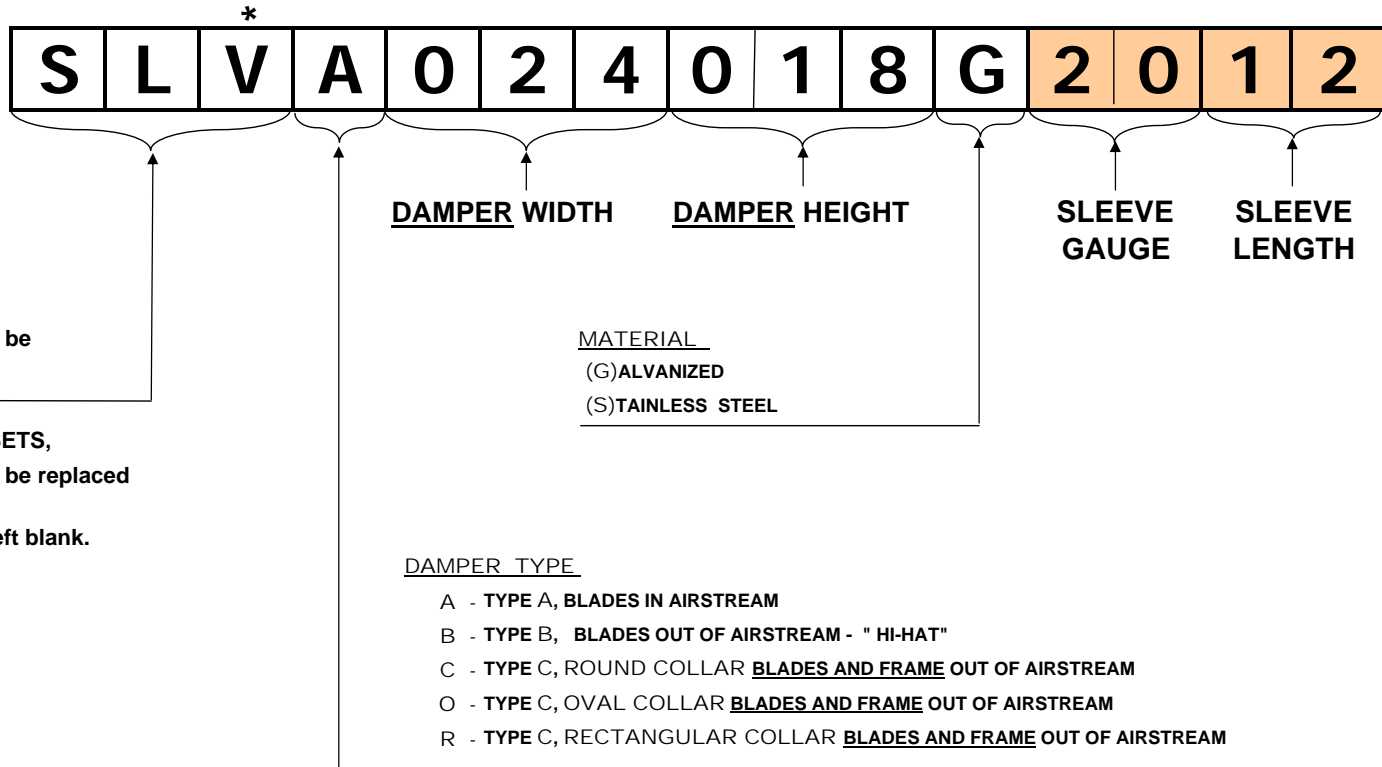 *
S L V A 0 2 4 0 1 8 G 2 0 1 2
DAMPER WIDTH
DAMPER HEIGHT
SLEEVE
GAUGE
SLEEVE
LENGTH
be
SETS,
be replaced
eft blank.
MATERIAL
(G)ALVANIZED
(S)TAINLESS STEEL
DAMPER TYPE
A - TYPE A, BLADES IN AIRSTREAM
B - TYPE B, BLADES OUT OF AIRSTREAM - " HI-HAT"
C - TYPE C, ROUND COLLAR BLADES AND FRAME OUT OF AIRSTREAM
O - TYPE C, OVAL COLLAR BLADES AND FRAME OUT OF AIRSTREAM
R - TYPE C, RECTANGULAR COLLAR BLADES AND FRAME OUT OF AIRSTREAM